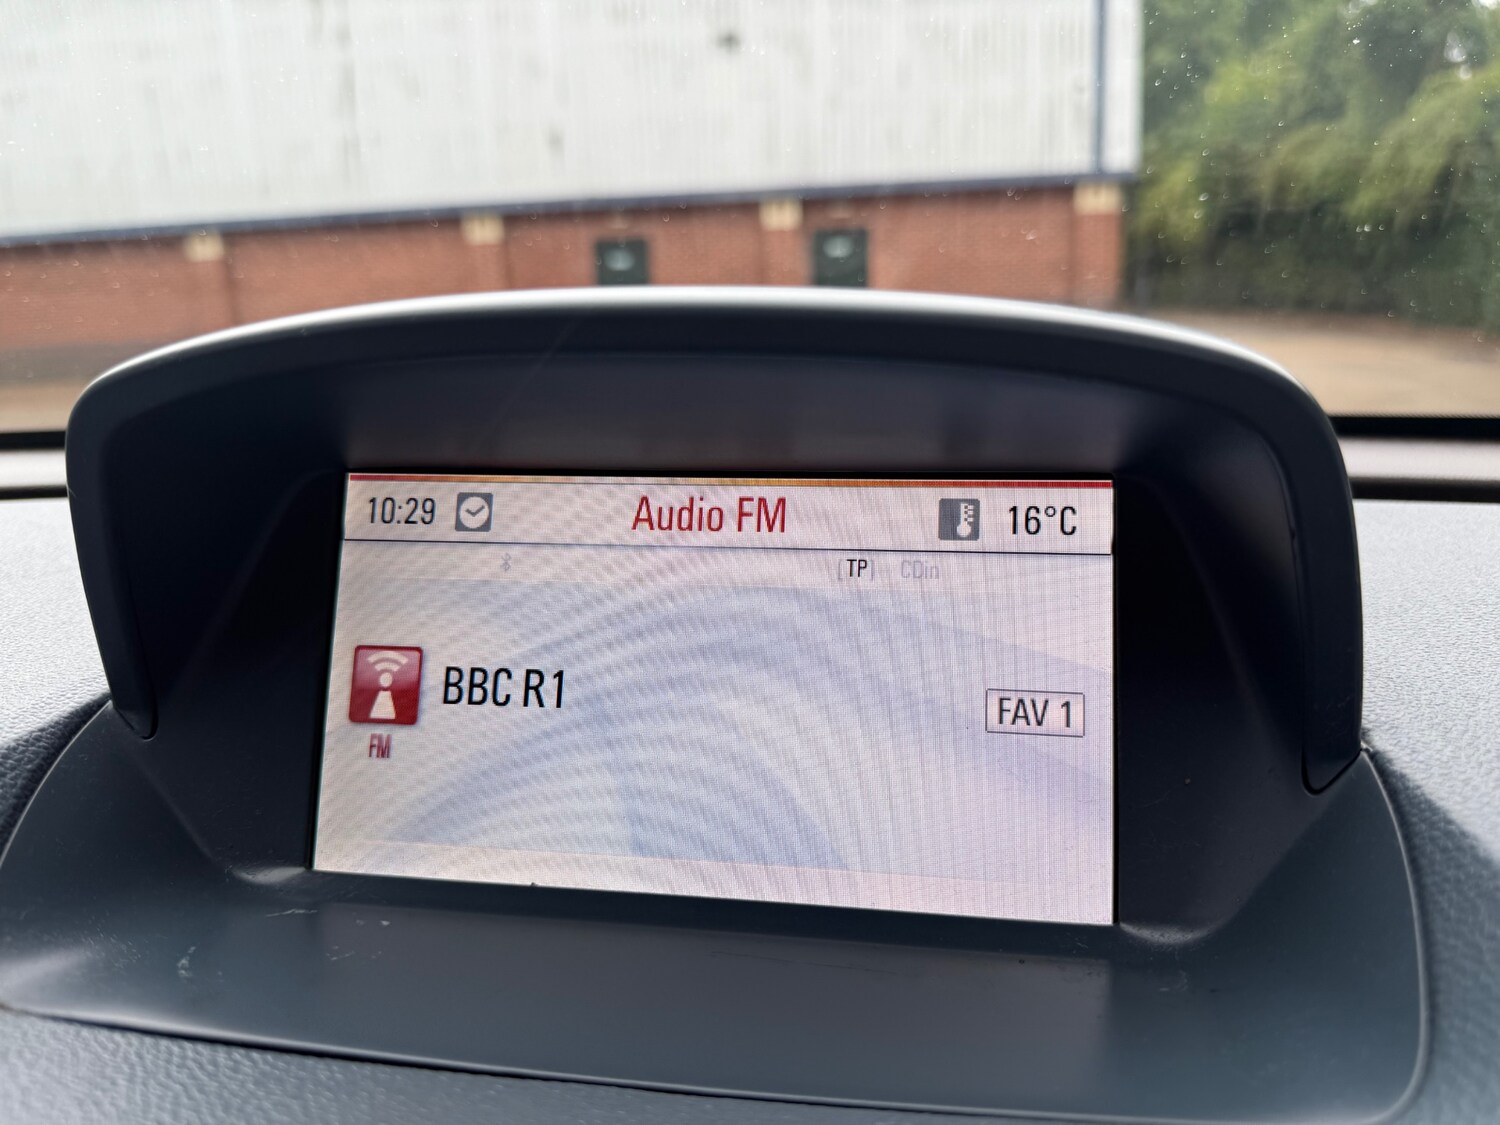 10:29 Audio FM 16°C
[TP] CDin
BBC R1
FAV 1
FM